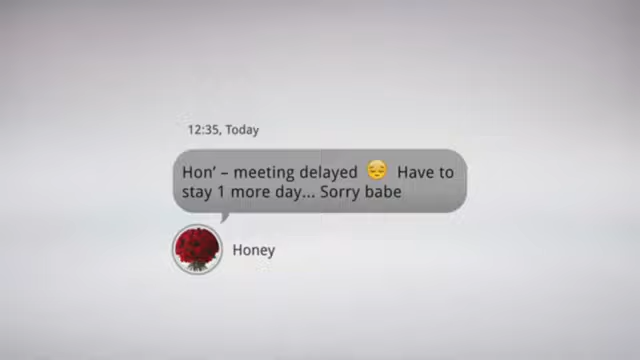 12:35, Today
Hon’ – meeting delayed 😔 Have to
stay 1 more day... Sorry babe
Honey